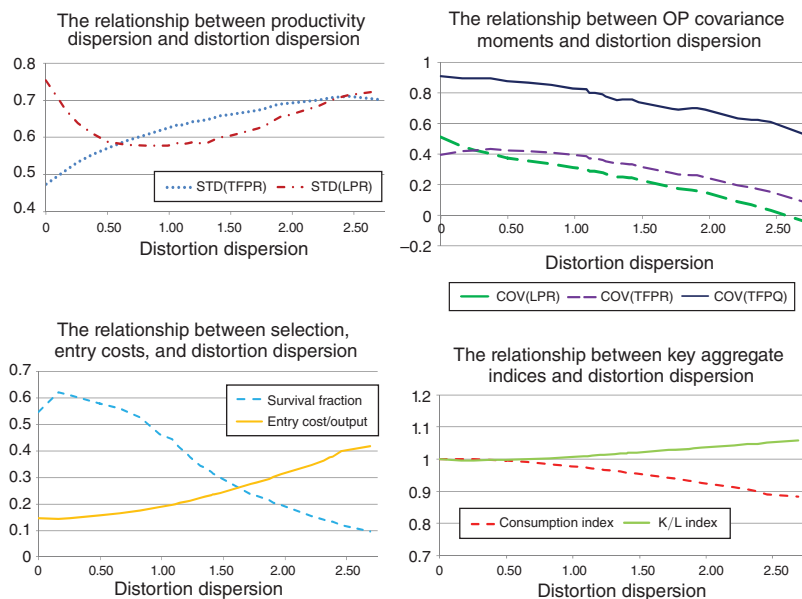 The relationship between productivity
dispersion and distortion dispersion
0.8
0.7
0.6
0.5
0.4
0
0.50
1.00
1.50
2.00
2.50
STD(TFPR)
STD(LPR)
Distortion dispersion
The relationship between OP covariance
moments and distortion dispersion
1
0.8
0.6
0.4
0.2
0
−0.2
0
0.50
1.00
1.50
2.00
2.50
Distortion dispersion
COV(LPR)
COV(TFPR)
COV(TFPQ)
The relationship between selection,
entry costs, and distortion dispersion
0.7
0.6
0.5
0.4
0.3
0.2
0.1
0
0
0.50
1.00
1.50
2.00
2.50
Survival fraction
Entry cost/output
Distortion dispersion
The relationship between key aggregate
indices and distortion dispersion
1.2
1.1
1
0.9
0.8
0.7
0
0.50
1.00
1.50
2.00
2.50
Consumption index
K/L index
Distortion dispersion